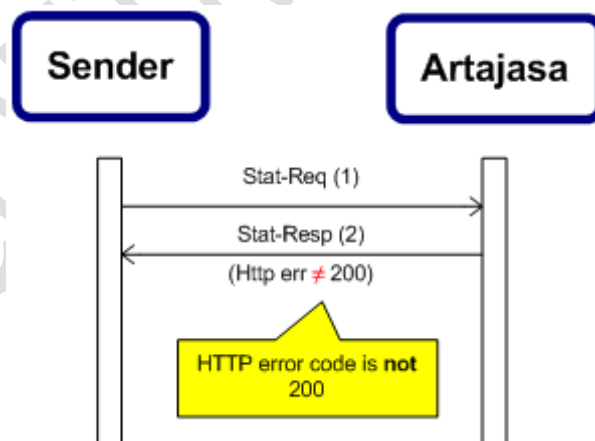 Sender
Artajasa
Stat-Req (1)
Stat-Resp (2)
(Http err ≠ 200)
HTTP error code is not
200